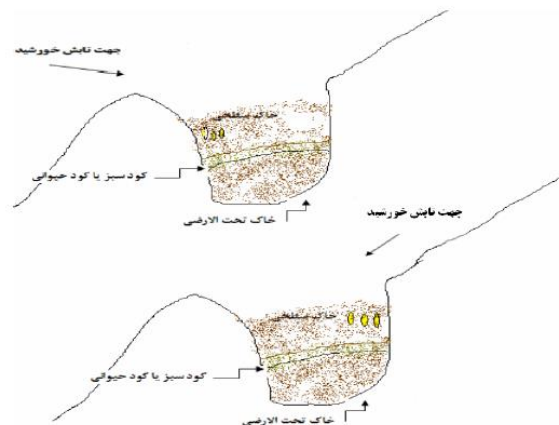 جهت تابش خورشید
خاک سطحی
کود سبز یا کود حیوانی
خاک تحت الارضی
جهت تابش خورشید
خاک سطحی
کود سبز یا کود حیوانی
خاک تحت الارضی